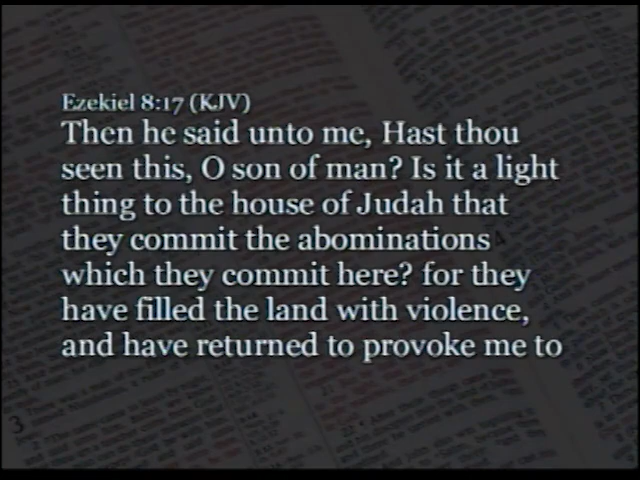 Ezekiel 8:17 (KJV)
Then he said unto me, Hast thou
seen this, O son of man? Is it a light
thing to the house of Judah that
they commit the abominations
which they commit here? for they
have filled the land with violence,
and have returned to provoke me to